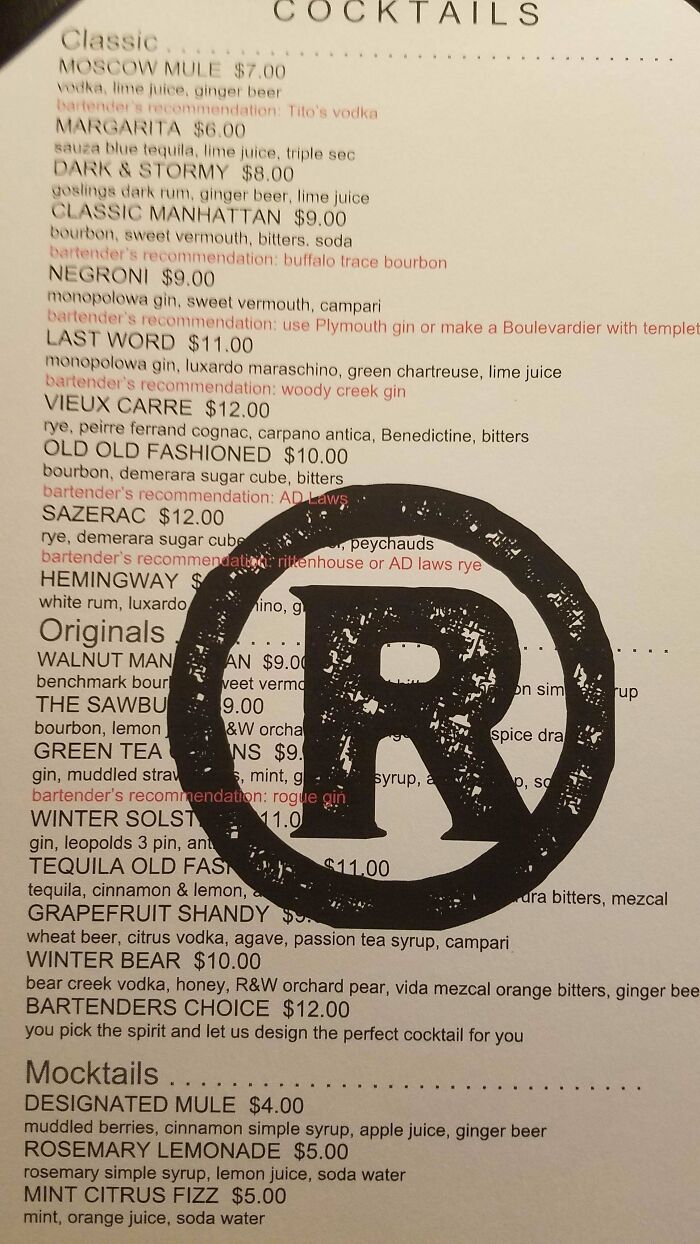 COCKTAILS
Classic
MOSCOW MULE $7.00
vodka, lime juice, ginger beer
bartender's recommendation: Tito's vodka
MARGARITA $6.00
sauza blue tequila, lime juice, triple sec
DARK & STORMY $8.00
goslings dark rum, ginger beer, lime juice
CLASSIC MANHATTAN $9.00
bourbon, sweet vermouth, bitters. soda
bartender's recommendation: buffalo trace bourbon
NEGRONI $9.00
monopolowa gin, sweet vermouth, campari
bartender's recommendation: use Plymouth gin or make a Boulevardier with templet
LAST WORD $11.00
monopolowa gin, luxardo maraschino, green chartreuse, lime juice
bartender's recommendation: woody creek gin
VIEUX CARRE $12.00
rye, peirre ferrand cognac, carpano antica, Benedictine, bitters
OLD OLD FASHIONED $10.00
bourbon, demerara sugar cube, bitters
bartender's recommendation: AD Laws
SAZERAC $12.00
rye, demerara sugar cube peychauds
bartender's recommendation: rittenhouse or AD laws rye
HEMINGWAY $
white rum, luxardo
Originals
WALNUT $9.00
benchmark
THE 9.00
bourbon, lemon &W spice
GREEN TEA $9.
gin, muddled mint, syrup,
bartender's recommendation: rogue gin
WINTER 11.0
gin, leopolds 3 pin,
TEQUILA OLD $11.00
tequila, cinnamon & lemon, bitters, mezcal
GRAPEFRUIT SHANDY
wheat beer, citrus vodka, agave, passion tea syrup, campari
WINTER BEAR $10.00
bear creek vodka, honey, R&W orchard pear, vida mezcal orange bitters, ginger bee
BARTENDERS CHOICE $12.00
you pick the spirit and let us design the perfect cocktail for you
R
Mocktails
DESIGNATED MULE $4.00
muddled berries, cinnamon simple syrup, apple juice, ginger beer
ROSEMARY LEMONADE $5.00
rosemary simple syrup, lemon juice, soda water
MINT CITRUS FIZZ $5.00
mint, orange juice, soda water